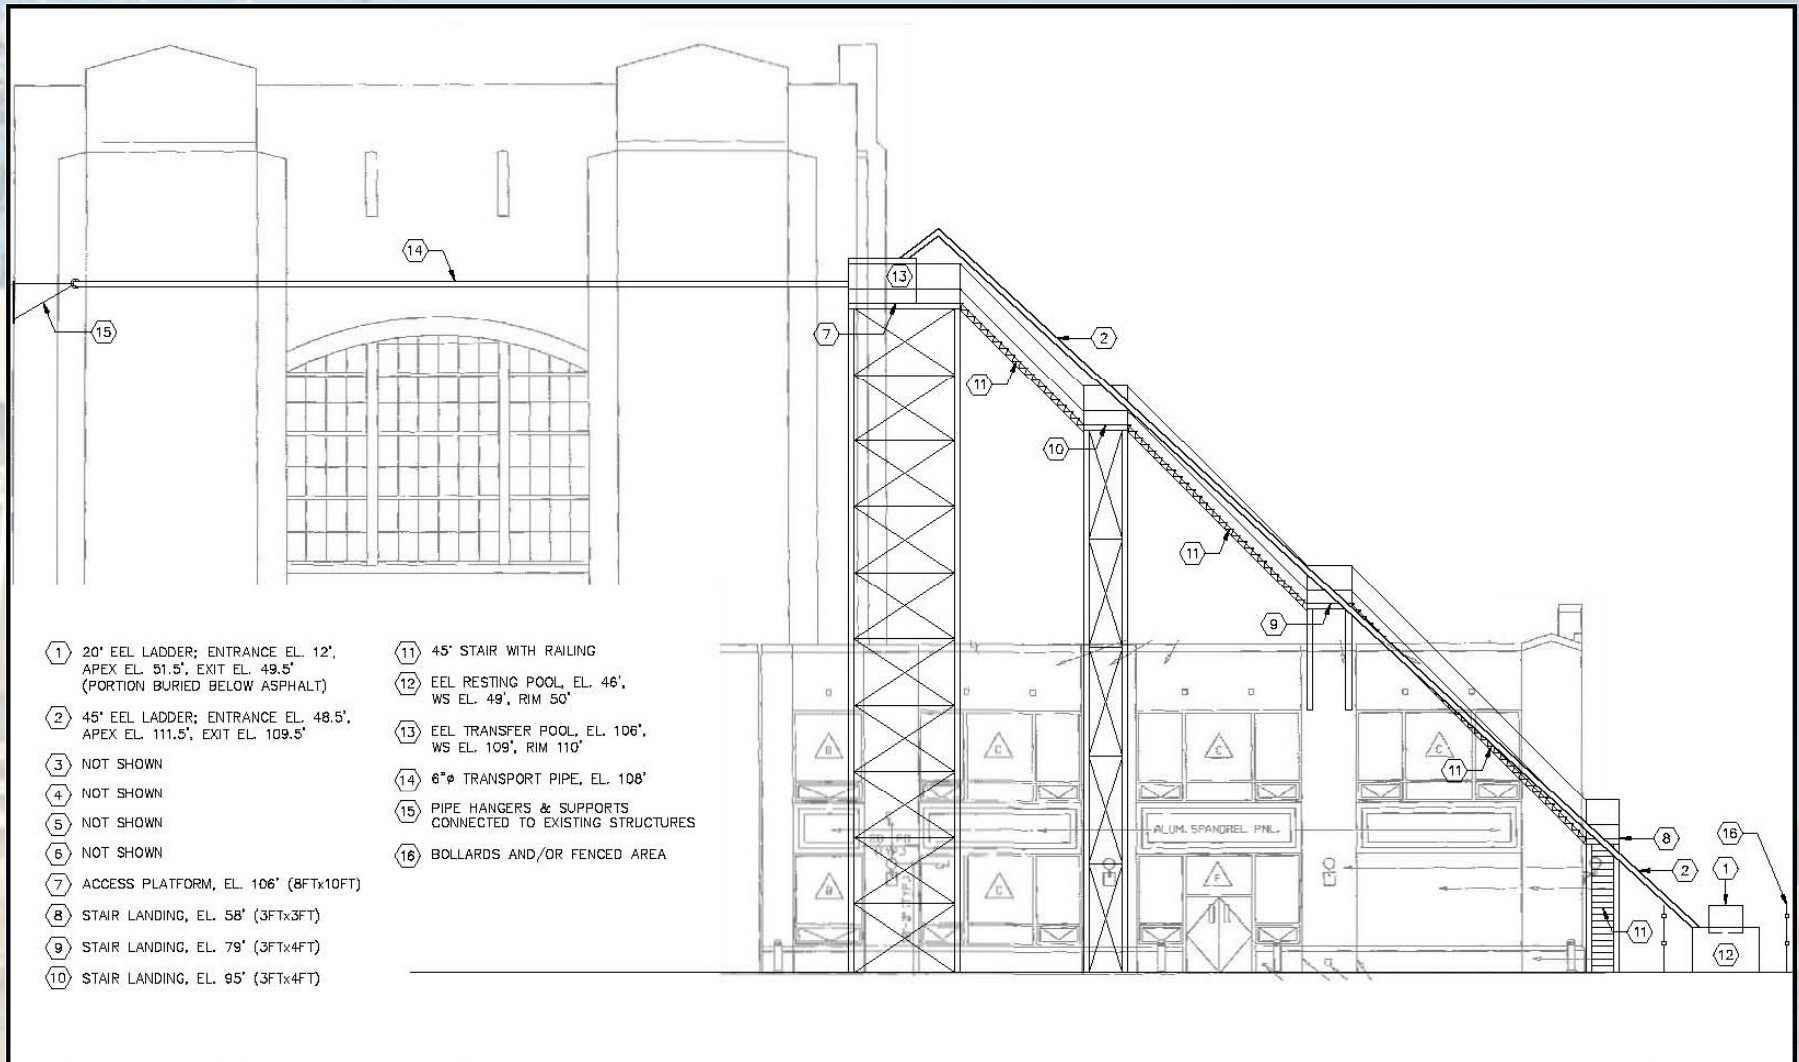 14
13
15
7
2
11
10
11
9
1 20° EEL LADDER; ENTRANCE EL. 12',
APEX EL. 51.5', EXIT EL. 49.5'
(PORTION BURIED BELOW ASPHALT)
2 45° EEL LADDER; ENTRANCE EL. 48.5',
APEX EL. 111.5', EXIT EL. 109.5'
3 NOT SHOWN
4 NOT SHOWN
5 NOT SHOWN
6 NOT SHOWN
7 ACCESS PLATFORM, EL. 106' (8FTx10FT)
8 STAIR LANDING, EL. 58' (3FTx3FT)
9 STAIR LANDING, EL. 79' (3FTx4FT)
10 STAIR LANDING, EL. 95' (3FTx4FT)
11 45° STAIR WITH RAILING
12 EEL RESTING POOL, EL. 46',
WS EL. 49', RIM 50'
13 EEL TRANSFER POOL, EL. 106',
WS EL. 109', RIM 110'
14 6"ø TRANSPORT PIPE, EL. 108'
15 PIPE HANGERS & SUPPORTS
CONNECTED TO EXISTING STRUCTURES
16 BOLLARDS AND/OR FENCED AREA
C
C
C
11
ALUM. SPANDREL PNL.
8
16
C
2
1
11
12